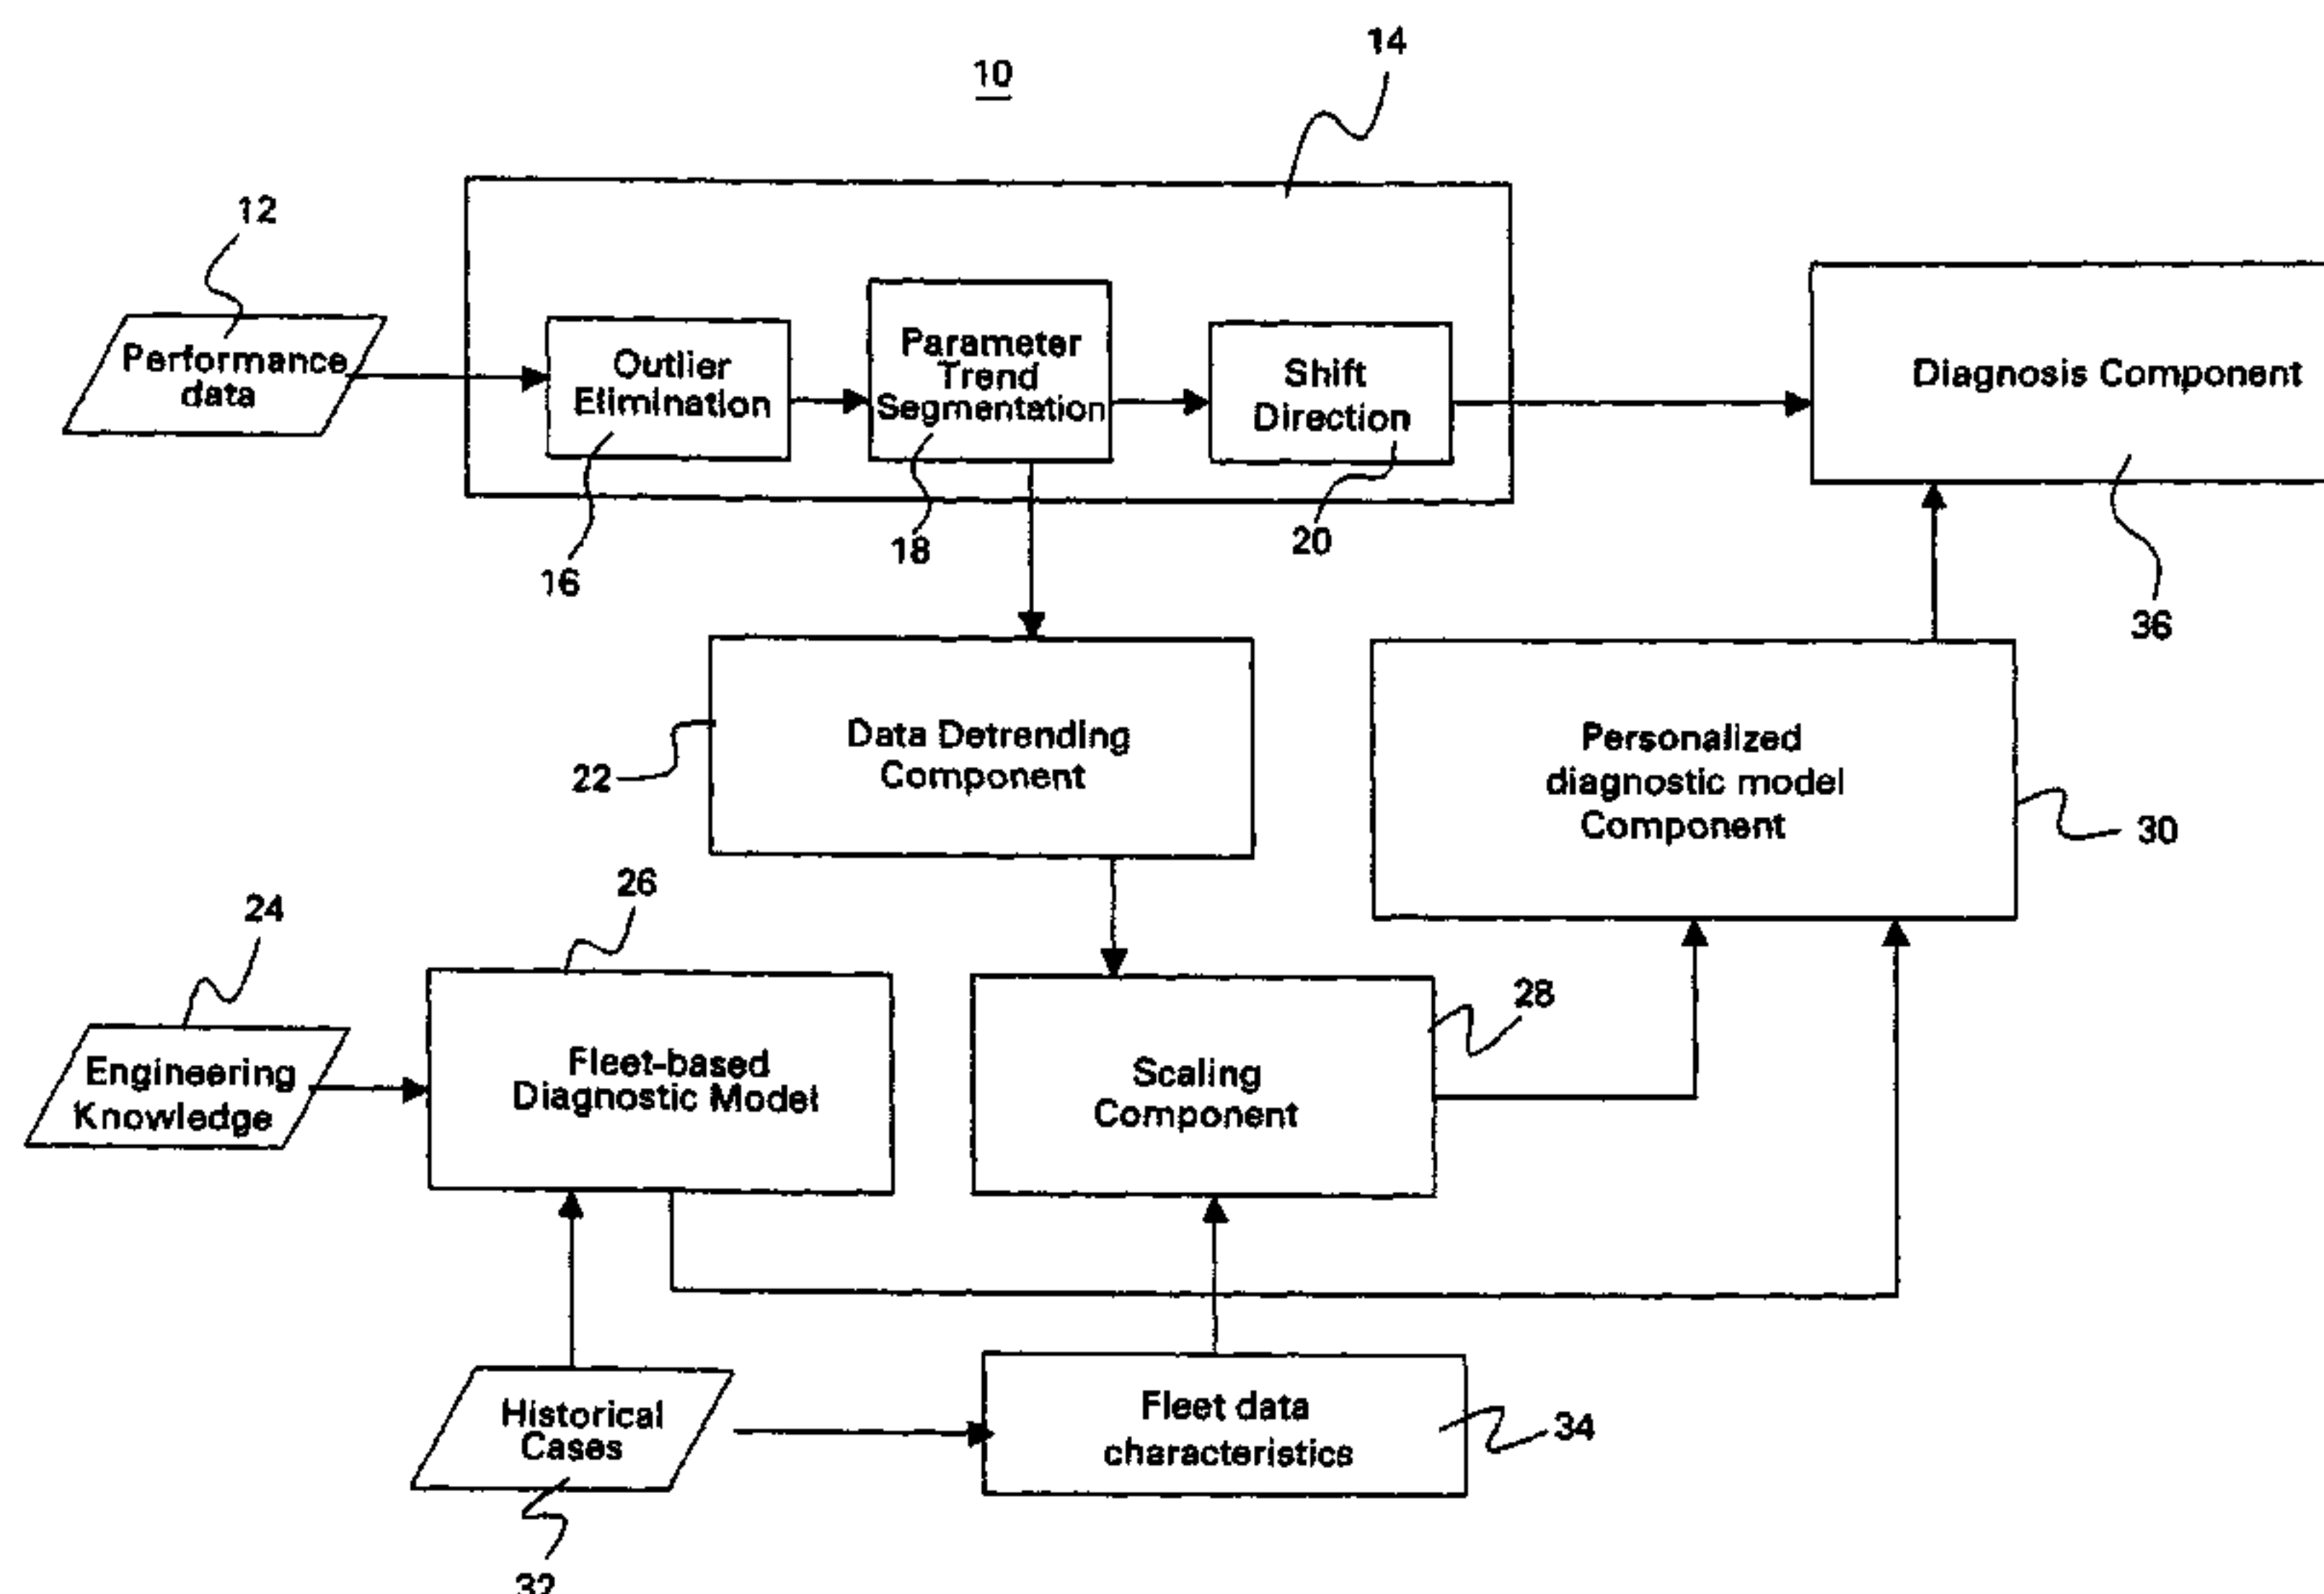 10
14
12
Performance
data
Outlier
Elimination
Parameter
Trend
Segmentation
Shift
Direction
Diagnosis Component
16
18
20
36
22
Data Detrending
Component
Personalized
diagnostic model
Component
30
24
26
28
Engineering
Knowledge
Fleet-based
Diagnostic Model
Scaling
Component
Historical
Cases
Fleet data
characteristics
34
32